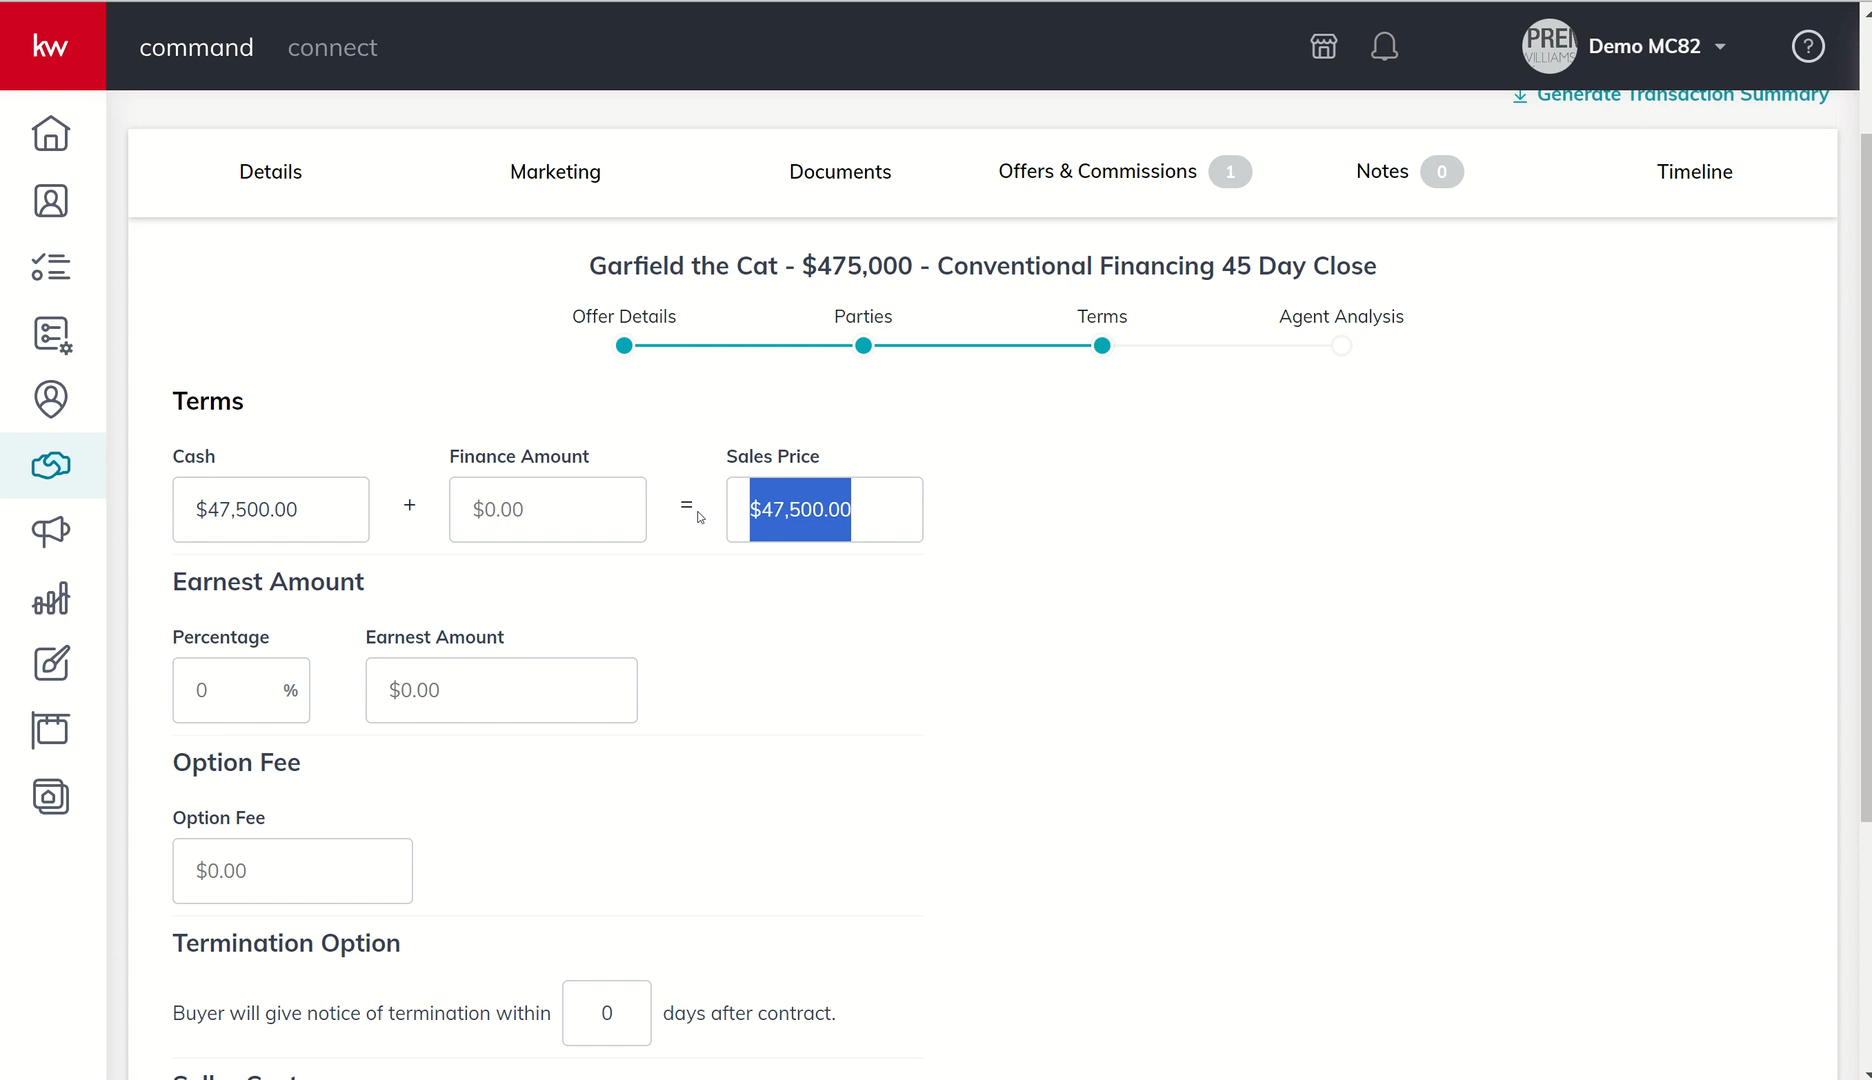 kw
command
connect
PREM
WILLIAMS
Demo MC82
?
Generate Transaction Summary
Details
Marketing
Documents
Offers & Commissions 1
Notes 0
Timeline
Garfield the Cat - $475,000 - Conventional Financing 45 Day Close
Offer Details
Parties
Terms
Agent Analysis
Terms
Cash
Finance Amount
Sales Price
$47,500.00
+
$0.00
=
$47,500.00
Earnest Amount
Percentage
Earnest Amount
0 %
$0.00
Option Fee
Option Fee
$0.00
Termination Option
Buyer will give notice of termination within 0 days after contract.